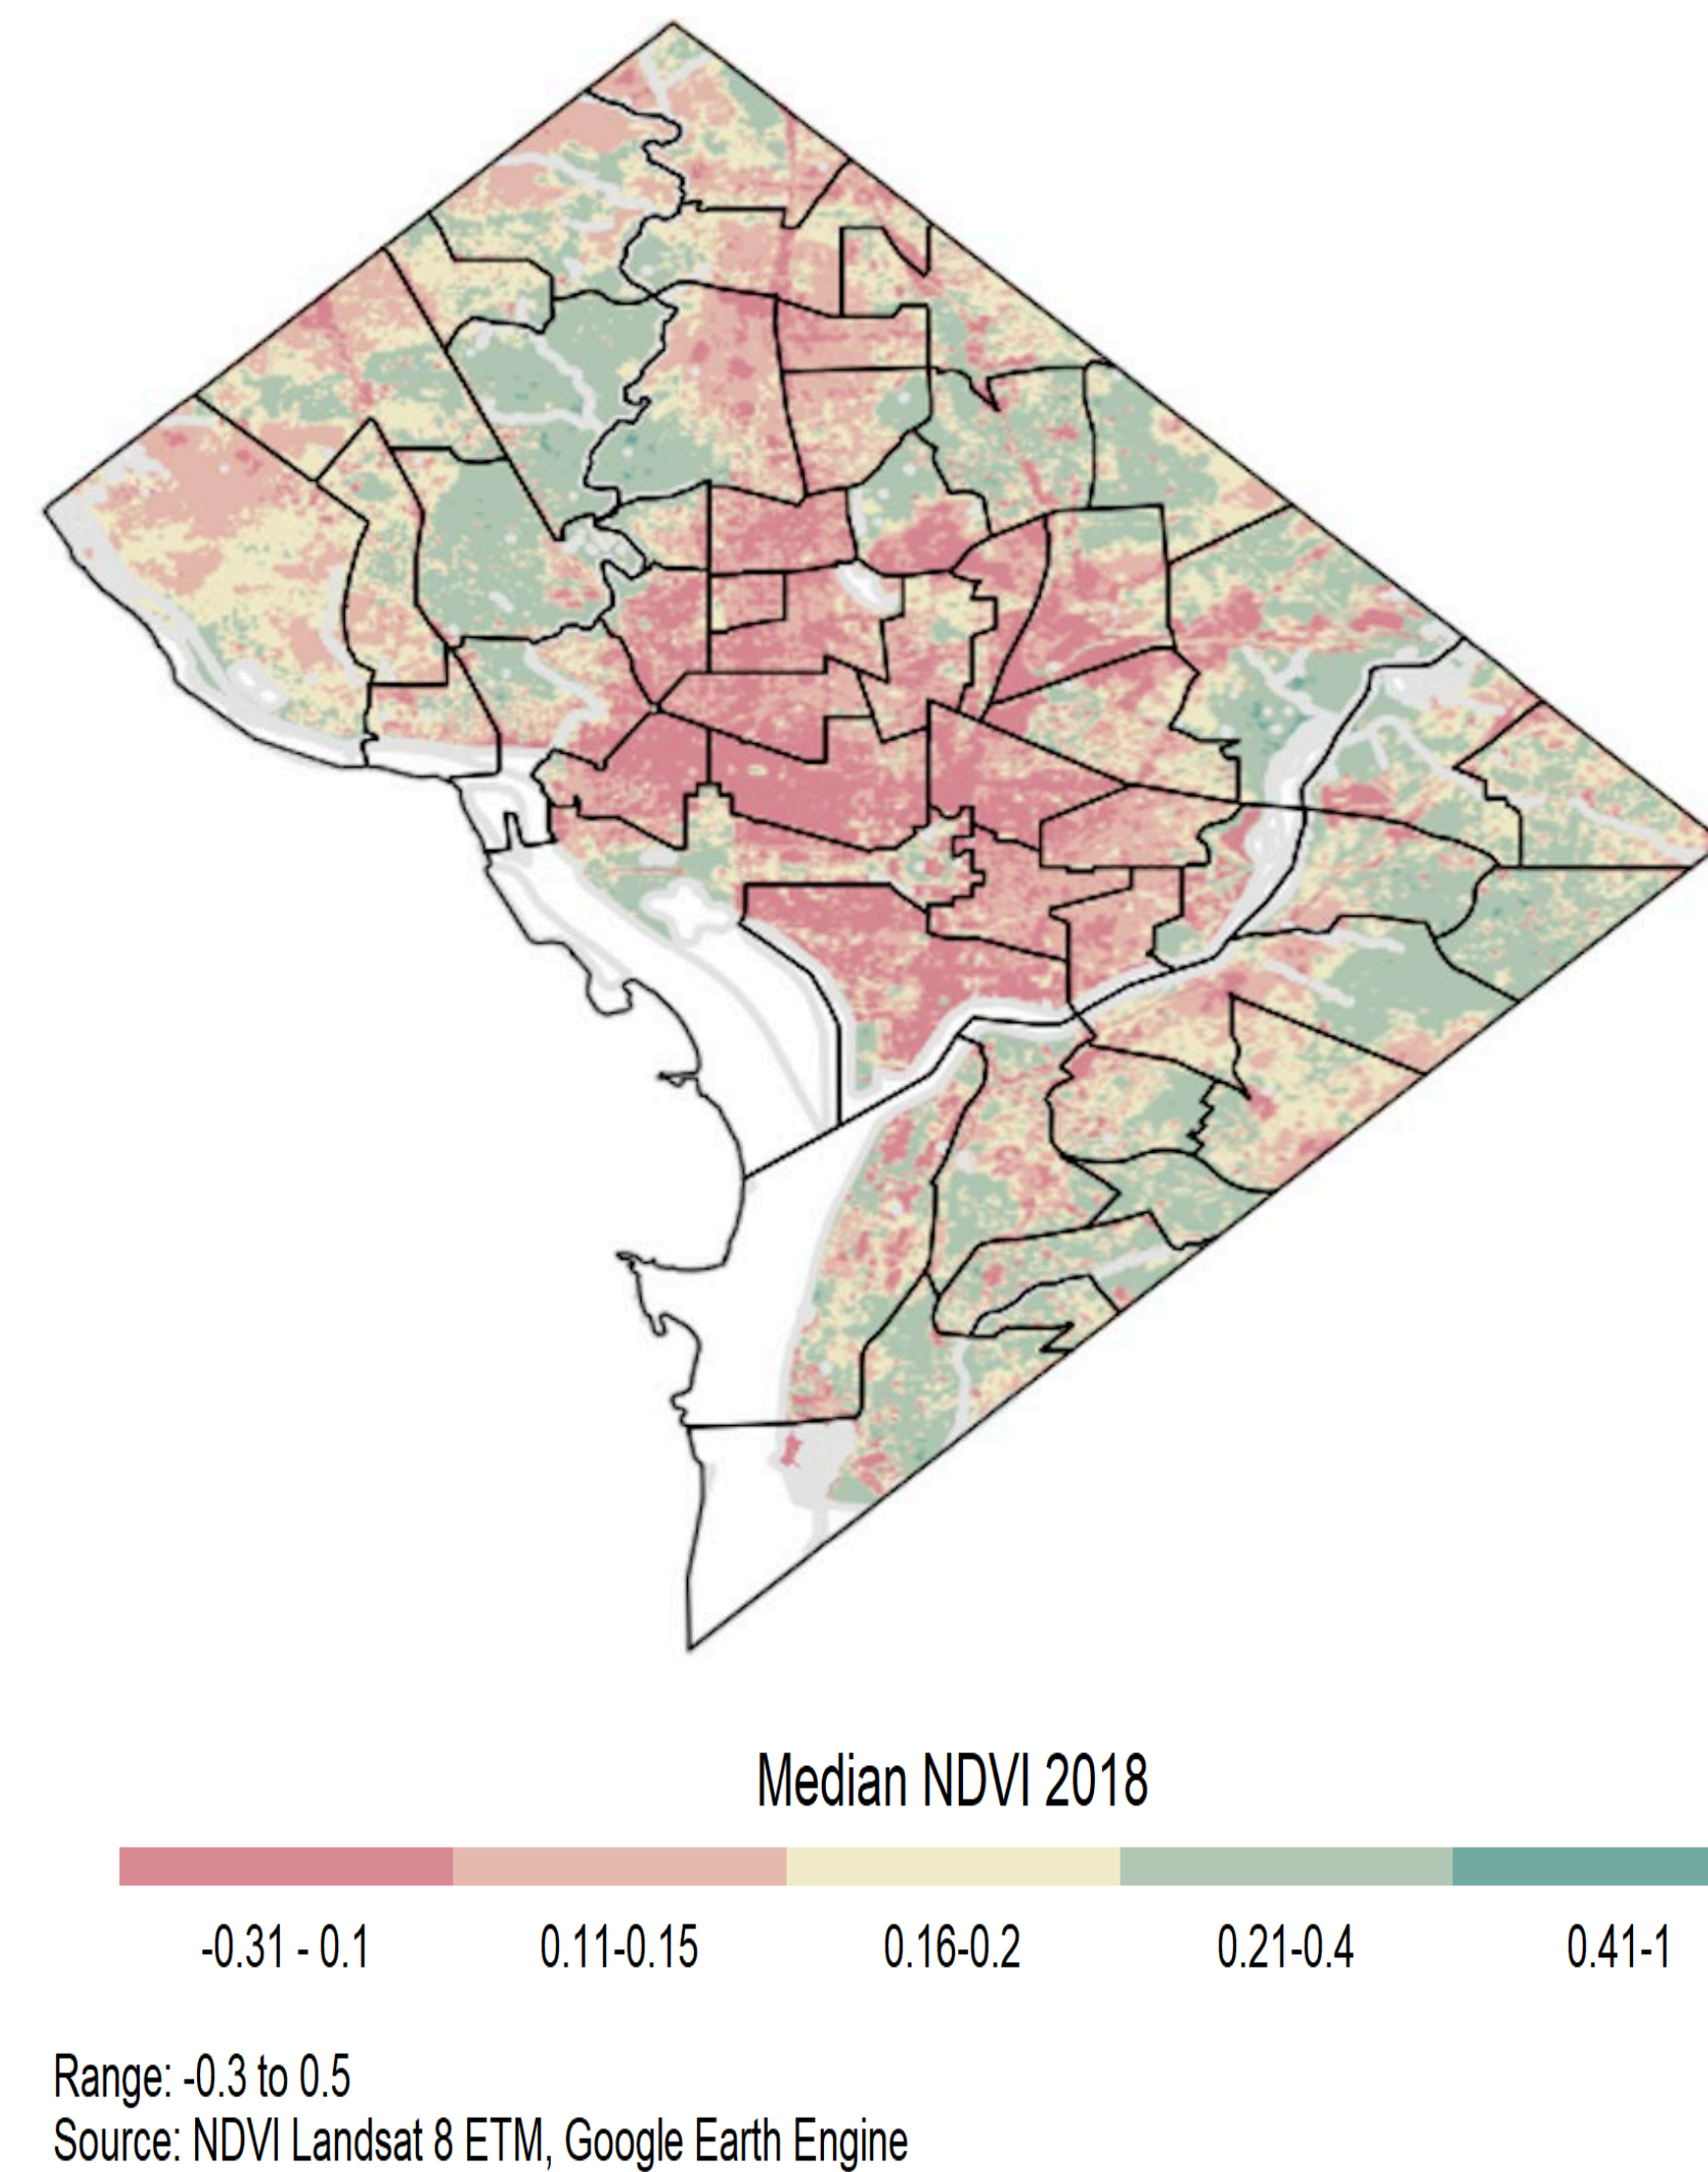 Median NDVI 2018
-0.31 - 0.1 0.11-0.15 0.16-0.2 0.21-0.4 0.41-1
Range: -0.3 to 0.5
Source: NDVI Landsat 8 ETM, Google Earth Engine